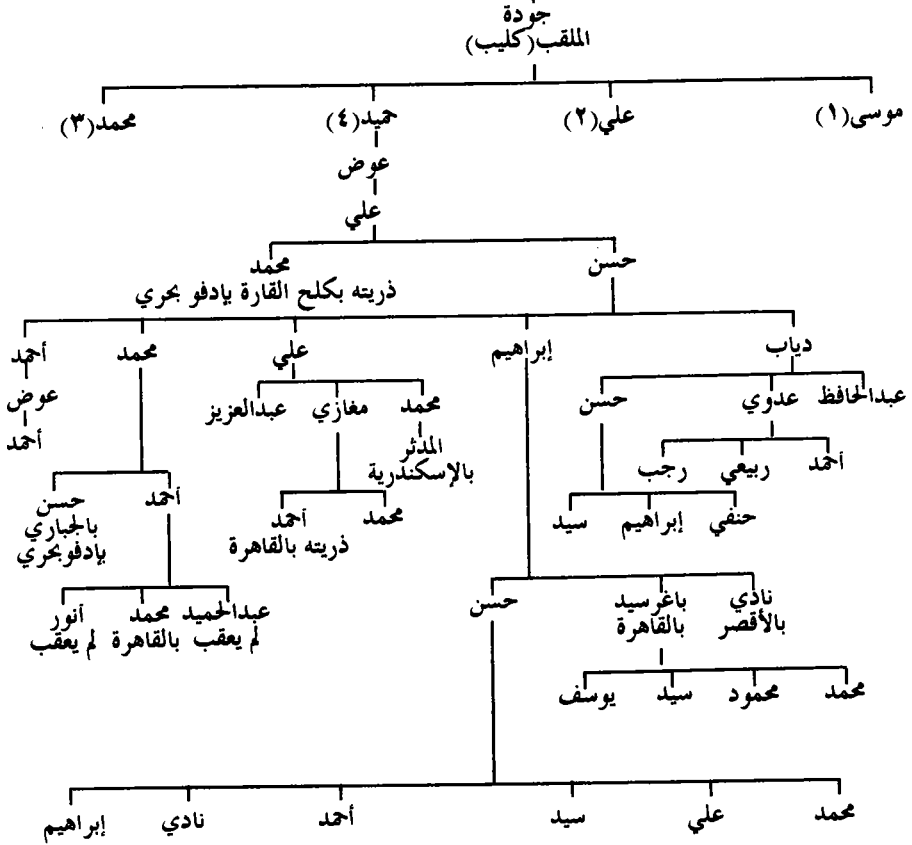 جودة
الملقب(كليب)
موسى(١) علي(٢) حميد(٤) محمد(٣)
عوض
علي
حسن محمد
ذريته بكلح القارة بإدفو بحري
دياب إبراهيم علي محمد أحمد
عبدالحافظ عدوي حسن محمد مغازي عبدالعزيز عوض
المدثر أحمد
بالإسكندرية
أحمد ربيعي رجب
حنفي إبراهيم سيد محمد أحمد أحمد حسن
ذريته بالقاهرة بالجباري
بإدفوبحري
نادي باغرسيد حسن عبدالحميد محمد أنور
بالأقصر بالقاهرة لم يعقب بالقاهرة لم يعقب
محمد محمود سيد يوسف
محمد علي سيد أحمد نادي إبراهيم